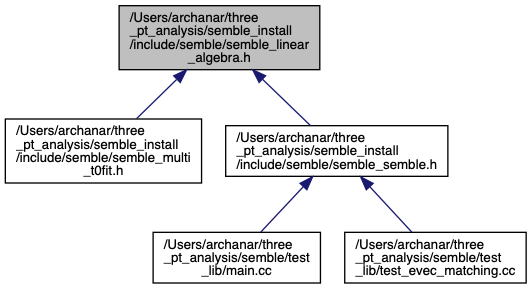 /Users/archanar/three
_pt_analysis/semble_install
/include/semble/semble_linear
_algebra.h
/Users/archanar/three
_pt_analysis/semble_install
/include/semble/semble_multi
_t0fit.h
/Users/archanar/three
_pt_analysis/semble_install
/include/semble/semble_semble.h
/Users/archanar/three
_pt_analysis/semble/test
_lib/main.cc
/Users/archanar/three
_pt_analysis/semble/test
_lib/test_evec_matching.cc